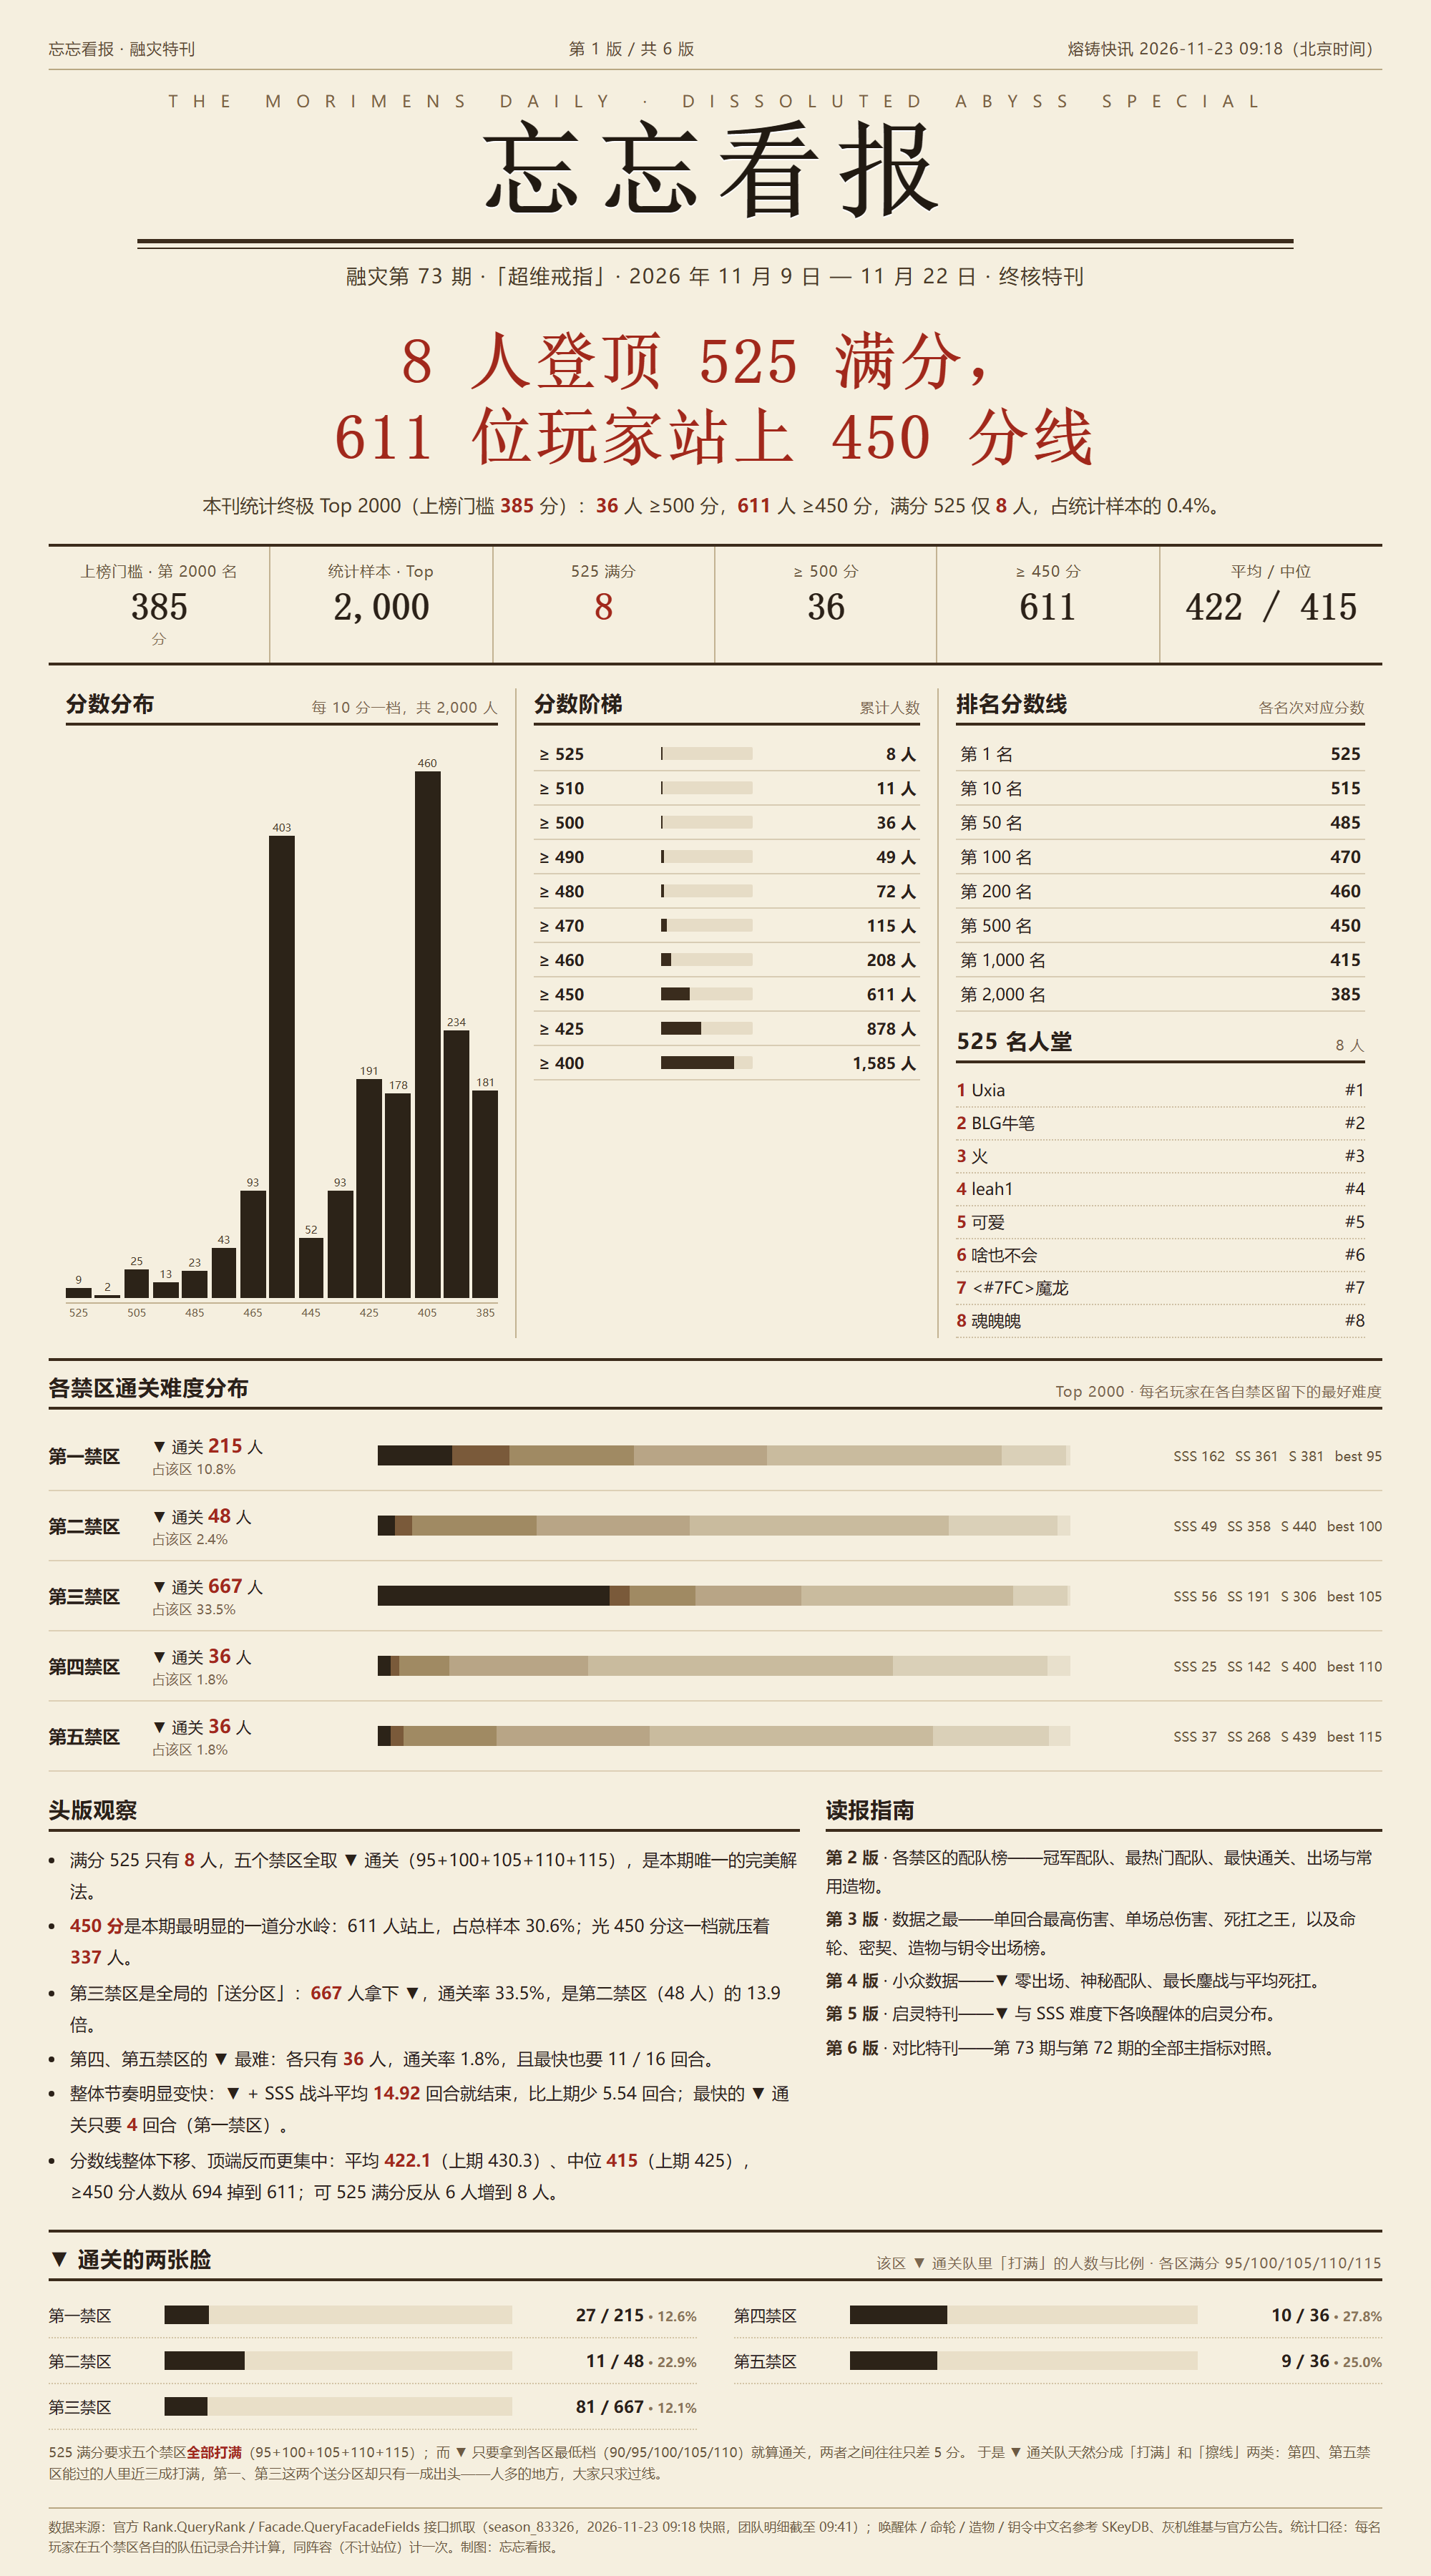 忘忘看报 · 融灾特刊
第 1 版 / 共 6 版
熔铸快讯 2026-11-23 09:18（北京时间）
THE MORIMENS DAILY · DISSOLUTED ABYSS SPECIAL
忘忘看报
融灾第 73 期 ·「超维戒指」· 2026 年 11 月 9 日 — 11 月 22 日 · 终核特刊
8 人登顶 525 满分，
611 位玩家站上 450 分线
本刊统计终极 Top 2000（上榜门槛 385 分）：36 人 ≥500 分，611 人 ≥450 分，满分 525 仅 8 人，占统计样本的 0.4%。
上榜门槛 · 第 2000 名
385
分
统计样本 · Top
2,000
525 满分
8
≥ 500 分
36
≥ 450 分
611
平均 / 中位
422 / 415
分数分布
每 10 分一档，共 2,000 人
9
2
25
13
23
43
93
403
52
93
191
178
460
234
181
525 505 485 465 445 425 405 385
分数阶梯
累计人数
≥ 525 8 人
≥ 510 11 人
≥ 500 36 人
≥ 490 49 人
≥ 480 72 人
≥ 470 115 人
≥ 460 208 人
≥ 450 611 人
≥ 425 878 人
≥ 400 1,585 人
排名分数线
各名次对应分数
第 1 名 525
第 10 名 515
第 50 名 485
第 100 名 470
第 200 名 460
第 500 名 450
第 1,000 名 415
第 2,000 名 385
525 名人堂
8 人
1 Uxia #1
2 BLG牛笔 #2
3 火 #3
4 leah1 #4
5 可爱 #5
6 啥也不会 #6
7 <#7FC>魔龙 #7
8 魂魄魄 #8
各禁区通关难度分布
Top 2000 · 每名玩家在各自禁区留下的最好难度
第一禁区
▼ 通关 215 人
占该区 10.8%
SSS 162 SS 361 S 381 best 95
第二禁区
▼ 通关 48 人
占该区 2.4%
SSS 49 SS 358 S 440 best 100
第三禁区
▼ 通关 667 人
占该区 33.5%
SSS 56 SS 191 S 306 best 105
第四禁区
▼ 通关 36 人
占该区 1.8%
SSS 25 SS 142 S 400 best 110
第五禁区
▼ 通关 36 人
占该区 1.8%
SSS 37 SS 268 S 439 best 115
头版观察
• 满分 525 只有 8 人，五个禁区全取 ▼ 通关（95+100+105+110+115），是本期唯一的完美解
法。
• 450 分是本期最明显的一道分水岭：611 人站上，占总样本 30.6%；光 450 分这一档就压着
337 人。
• 第三禁区是全局的「送分区」：667 人拿下 ▼，通关率 33.5%，是第二禁区（48 人）的 13.9
倍。
• 第四、第五禁区的 ▼ 最难：各只有 36 人，通关率 1.8%，且最快也要 11 / 16 回合。
• 整体节奏明显变快：▼ + SSS 战斗平均 14.92 回合就结束，比上期少 5.54 回合；最快的 ▼ 通
关只要 4 回合（第一禁区）。
• 分数线整体下移、顶端反而更集中：平均 422.1（上期 430.3）、中位 415（上期 425），
≥450 分人数从 694 掉到 611；可 525 满分反从 6 人增到 8 人。
读报指南
第 2 版 · 各禁区的配队榜——冠军配队、最热门配队、最快通关、出场与常
用造物。
第 3 版 · 数据之最——单回合最高伤害、单场总伤害、死扛之王，以及命
轮、密契、造物与钥令出场榜。
第 4 版 · 小众数据——▼ 零出场、神秘配队、最长鏖战与平均死扛。
第 5 版 · 启灵特刊——▼ 与 SSS 难度下各唤醒体的启灵分布。
第 6 版 · 对比特刊——第 73 期与第 72 期的全部主指标对照。
▼ 通关的两张脸
该区 ▼ 通关队里「打满」的人数与比例 · 各区满分 95/100/105/110/115
第一禁区 27 / 215 • 12.6%
第二禁区 11 / 48 • 22.9%
第三禁区 81 / 667 • 12.1%
第四禁区 10 / 36 • 27.8%
第五禁区 9 / 36 • 25.0%
525 满分要求五个禁区全部打满（95+100+105+110+115）；而 ▼ 只要拿到各区最低档（90/95/100/105/110）就算通关，两者之间往往只差 5 分。 于是 ▼ 通关队天然分成「打满」和「擦线」两类：第四、第五禁
区能过的人里近三成打满，第一、第三这两个送分区却只有一成出头——人多的地方，大家只求过线。
数据来源：官方 Rank.QueryRank / Facade.QueryFacadeFields 接口抓取（season_83326，2026-11-23 09:18 快照，团队明细截至 09:41）；唤醒体 / 命轮 / 造物 / 钥令中文名参考 SKeyDB、灰机维基与官方公告。统计口径：每名
玩家在五个禁区各自的队伍记录合并计算，同阵容（不计站位）计一次。制图：忘忘看报。